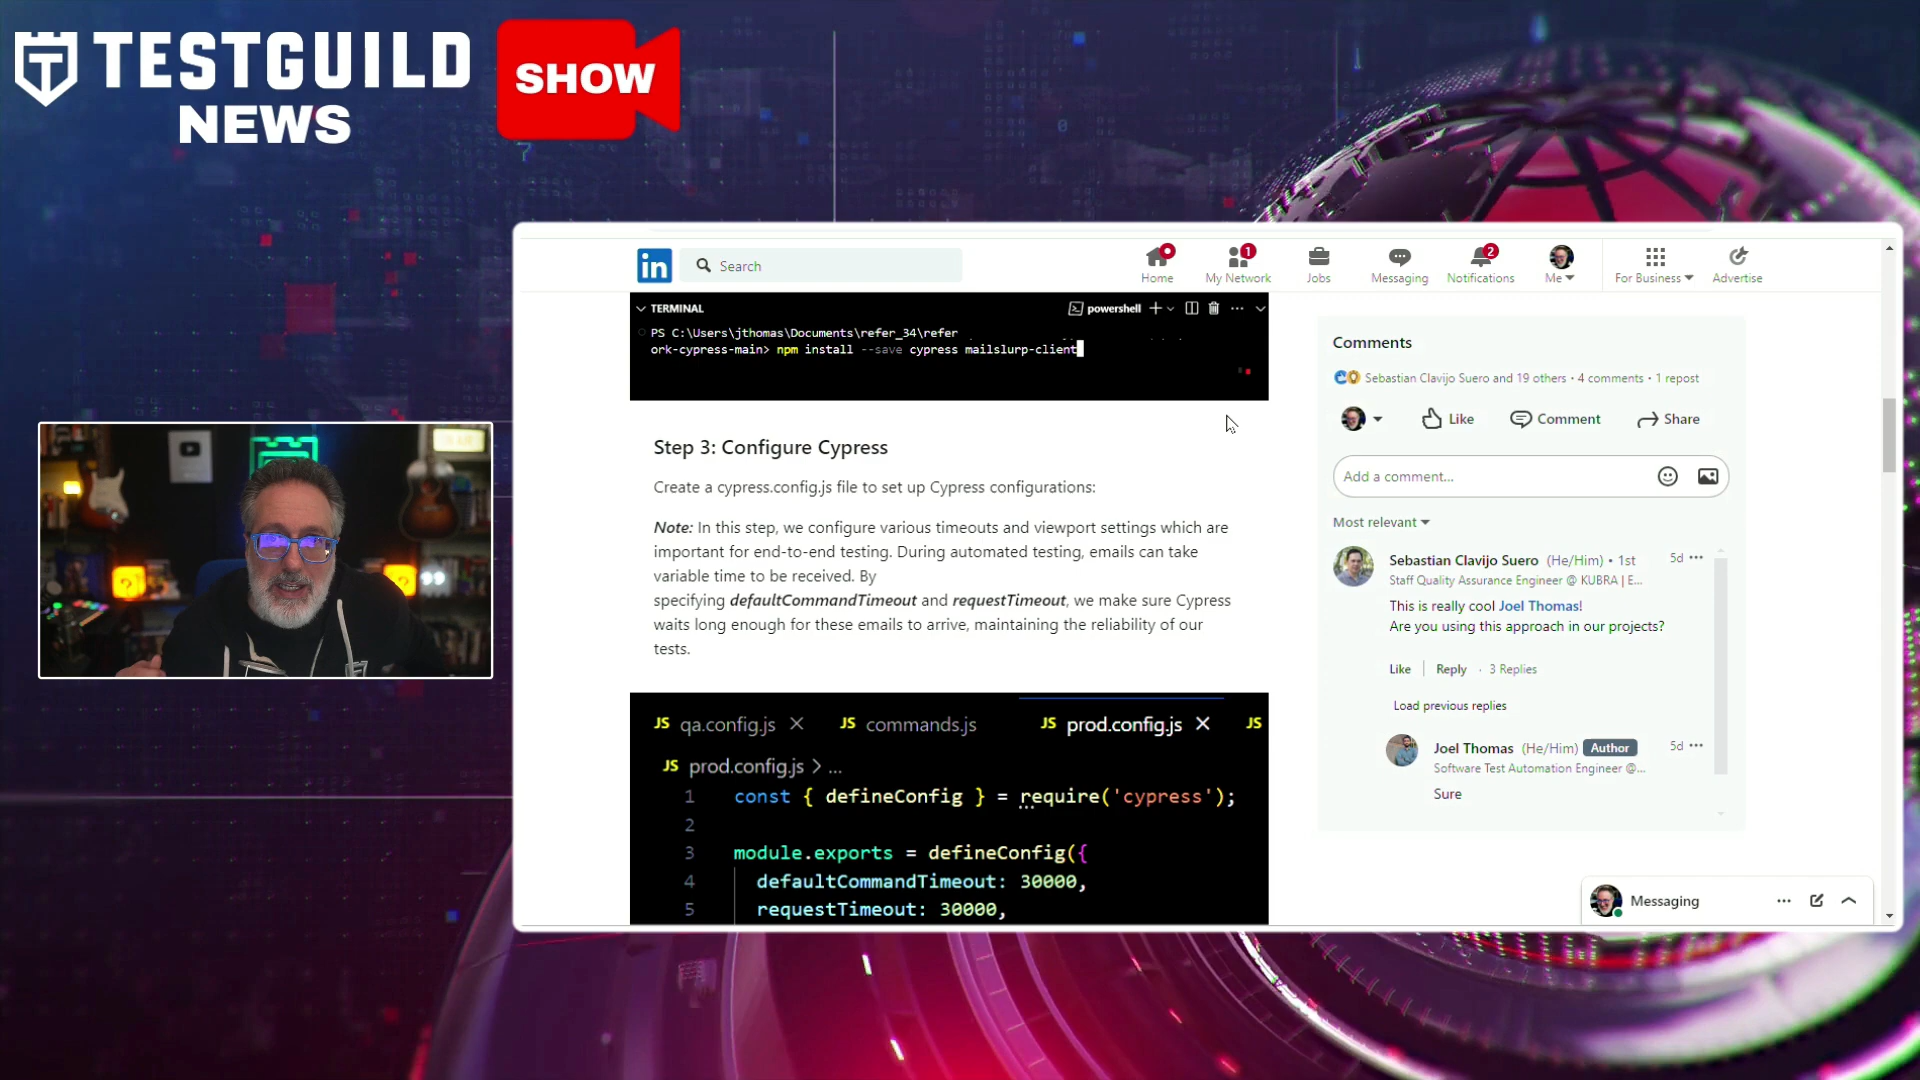 TESTGUILD
NEWS
SHOW
in
Search
Home
1
My Network
Jobs
Messaging
2
Notifications
Me
For Business
Advertise
TERMINAL
powershell
PS C:\Users\jthomas\Documents\refer_34\refer
ork-cypress-main> npm install --save cypress mailslurp-client
Step 3: Configure Cypress
Create a cypress.config.js file to set up Cypress configurations:
Note: In this step, we configure various timeouts and viewport settings which are
important for end-to-end testing. During automated testing, emails can take
variable time to be received. By
specifying defaultCommandTimeout and requestTimeout, we make sure Cypress
waits long enough for these emails to arrive, maintaining the reliability of our
tests.
JS qa.config.js
JS commands.js
JS prod.config.js
JS
JS prod.config.js > ...
1 const { defineConfig } = require('cypress');
2
3 module.exports = defineConfig({
4 defaultCommandTimeout: 30000,
5 requestTimeout: 30000,
Comments
Sebastian Clavijo Suero and 19 others • 4 comments • 1 repost
Like
Comment
Share
Add a comment...
Most relevant
Sebastian Clavijo Suero (He/Him) • 1st
5d
Staff Quality Assurance Engineer @ KUBRA | E...
This is really cool Joel Thomas!
Are you using this approach in our projects?
Like | Reply · 3 Replies
Load previous replies
Joel Thomas (He/Him) Author
5d
Software Test Automation Engineer @...
Sure
Messaging